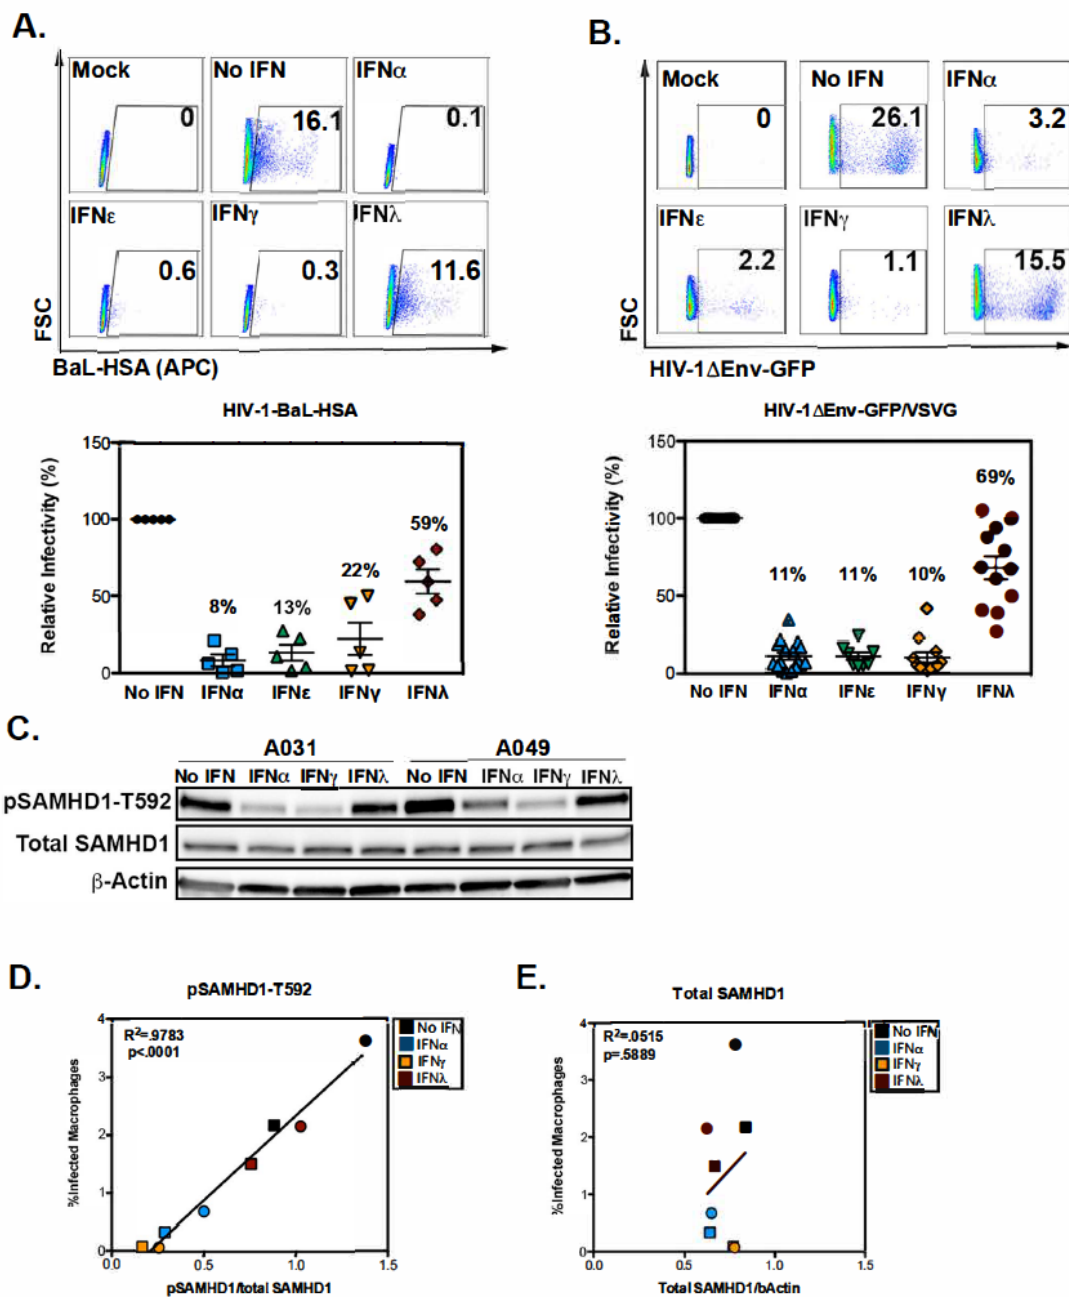 A.
Mock No IFN IFNα
0 16.1 0.1
IFNε IFNγ IFNλ
0.6 0.3 11.6
FSC
BaL-HSA (APC)
HIV-1-BaL-HSA
Relative Infectivity (%)
150
100
50
0
8% 13% 22% 59%
No IFN IFNα IFNε IFNγ IFNλ
B.
Mock No IFN IFNα
0 26.1 3.2
IFNε IFNγ IFNλ
2.2 1.1 15.5
FSC
HIV-1ΔEnv-GFP
HIV-1ΔEnv-GFP/VSVG
Relative Infectivity (%)
150
100
50
0
11% 11% 10% 69%
No IFN IFNα IFNε IFNγ IFNλ
C.
A031 A049
No IFN IFNα IFNγ IFNλ No IFN IFNα IFNγ IFNλ
pSAMHD1-T592
Total SAMHD1
β-Actin
D.
pSAMHD1-T592
R²=.9783
p<.0001
No IFN
IFNα
IFNγ
IFNλ
%Infected Macrophages
4
3
2
1
0
0.0 0.5 1.0 1.5
pSAMHD1/total SAMHD1
E.
Total SAMHD1
R²=.0515
p=.5889
No IFN
IFNα
IFNγ
IFNλ
%Infected Macrophages
4
3
2
1
0
0.0 0.5 1.0 1.5
Total SAMHD1/bActin